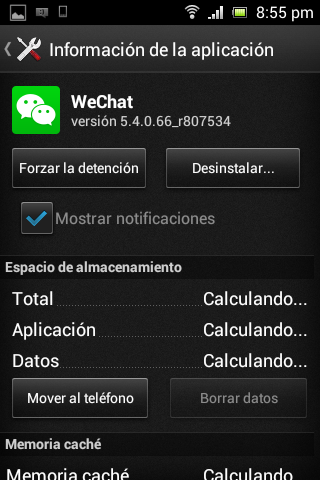 8:55 pm
Información de la aplicación
WeChat
versión 5.4.0.66_r807534
Forzar la detención
Desinstalar...
Mostrar notificaciones
Espacio de almacenamiento
Total Calculando...
Aplicación Calculando...
Datos Calculando...
Mover al teléfono
Borrar datos
Memoria caché
Memoria caché Calculando...